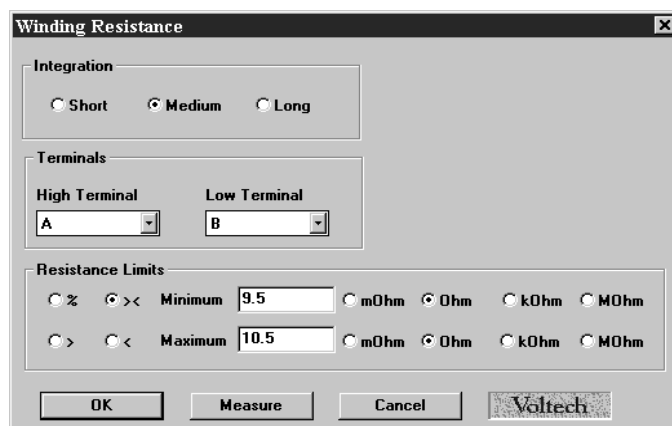 Winding Resistance
Integration
Short Medium Long
Terminals
High Terminal Low Terminal
A B
Resistance Limits
% >< Minimum 9.5 mOhm Ohm kOhm MOhm
> < Maximum 10.5 mOhm Ohm kOhm MOhm
OK Measure Cancel Voltech